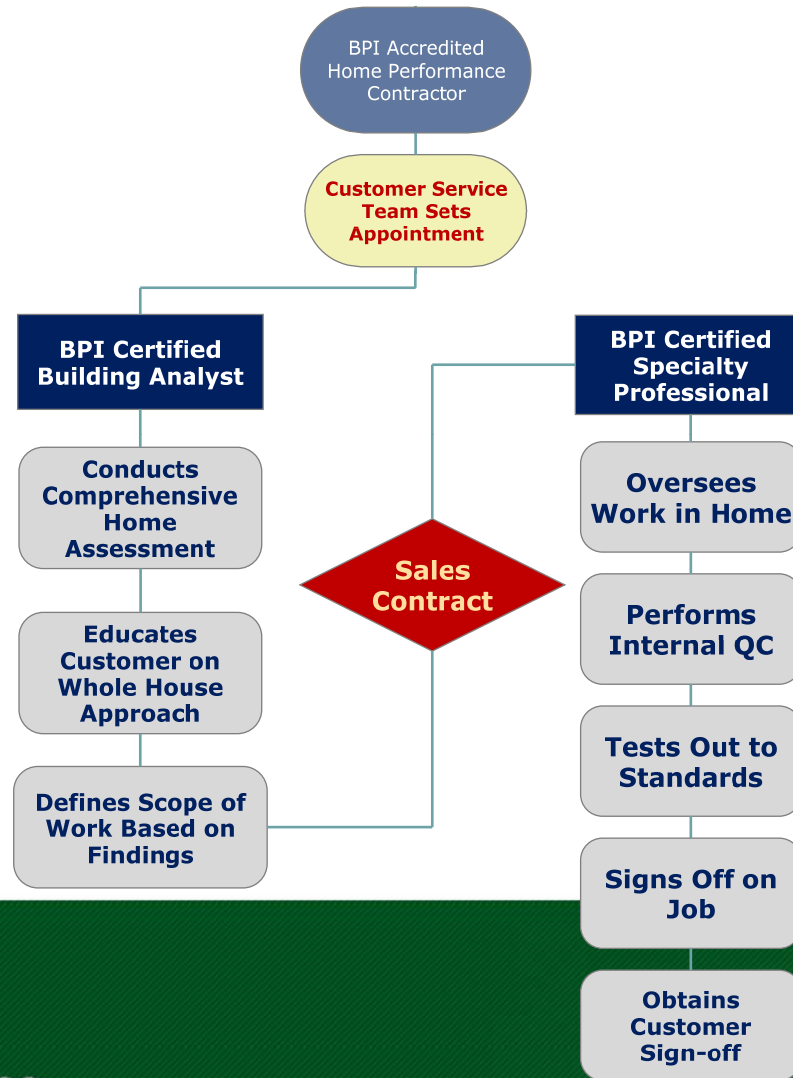 BPI Accredited
Home Performance
Contractor
Customer Service
Team Sets
Appointment
BPI Certified
Building Analyst
Conducts
Comprehensive
Home
Assessment
Educates
Customer on
Whole House
Approach
Defines Scope of
Work Based on
Findings
Sales
Contract
BPI Certified
Specialty
Professional
Oversees
Work in Home
Performs
Internal QC
Tests Out to
Standards
Signs Off on
Job
Obtains
Customer
Sign-off